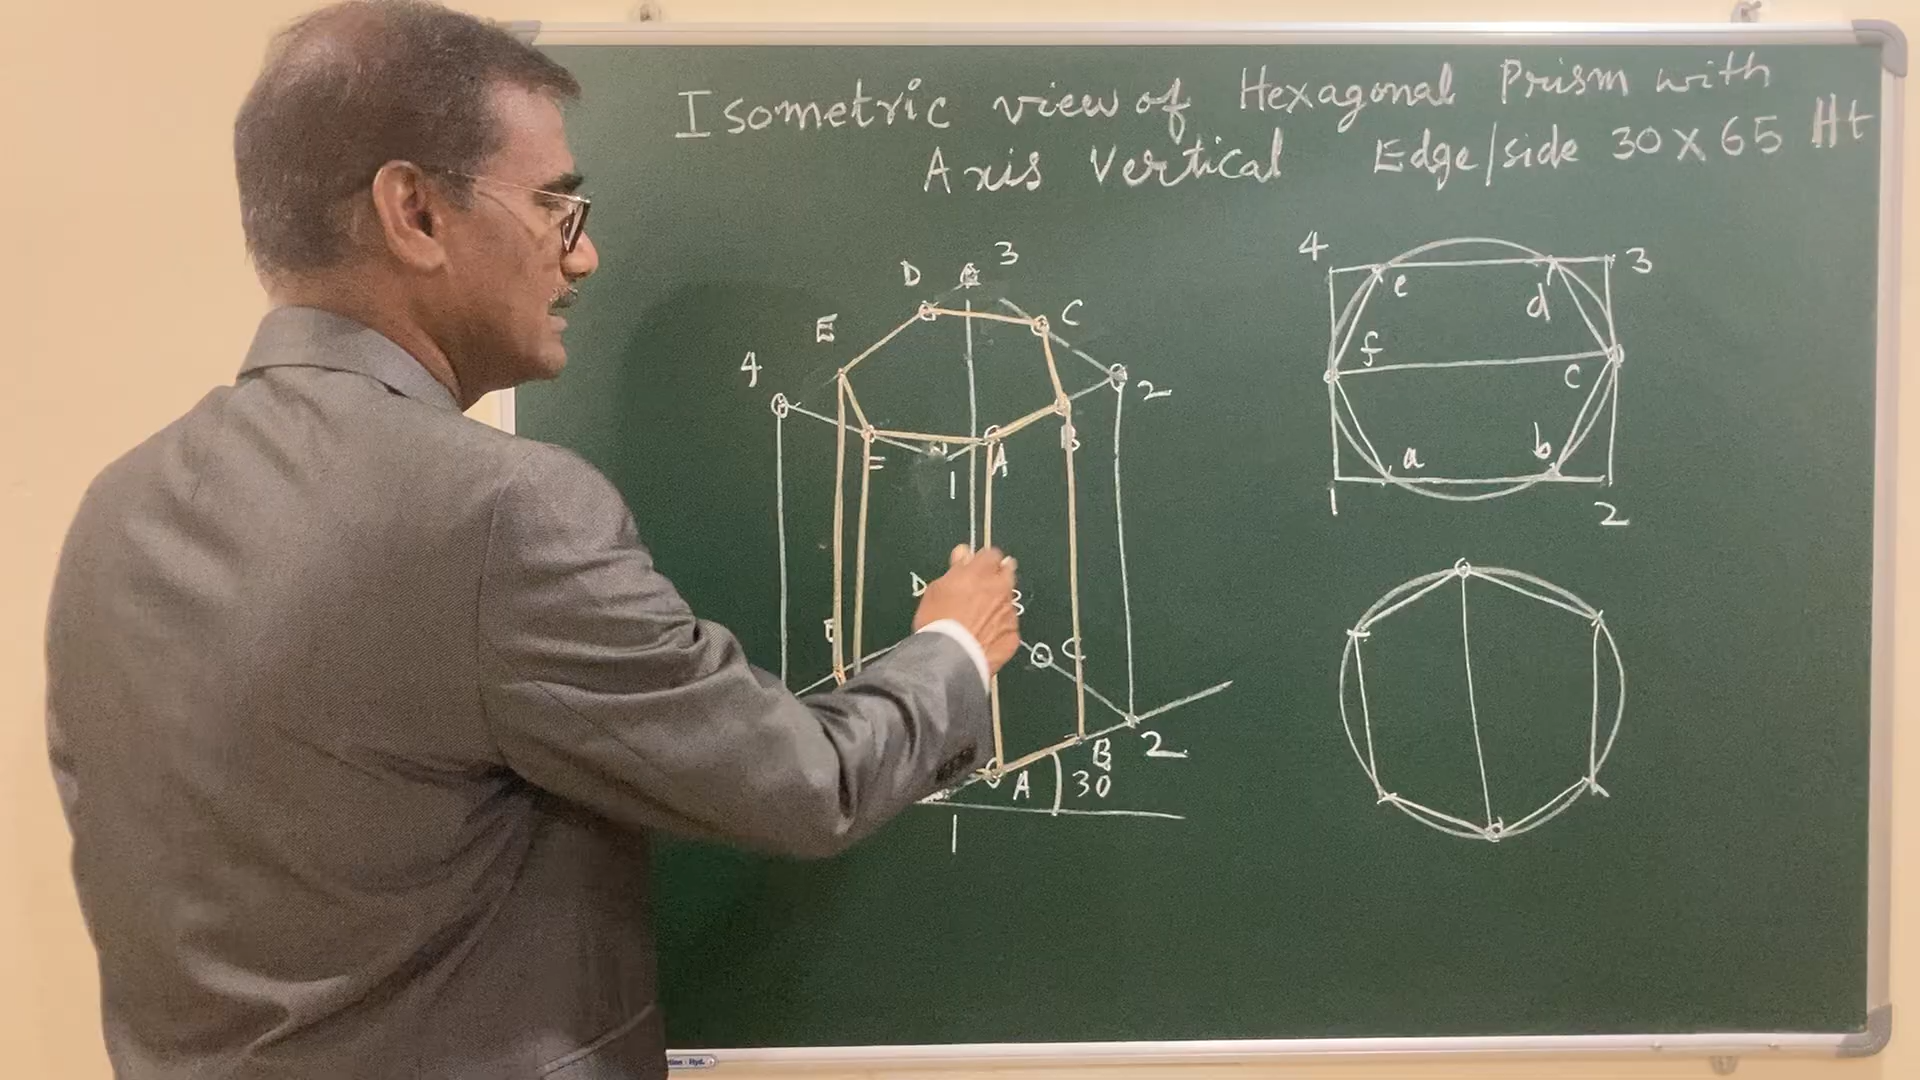 Isometric view of Hexagonal Prism with
Axis Vertical Edge/side 30 X 65 Ht
D 3
E C
4 2
F 1 A B
D 3
E C
A B 2
30
1
4 3
e d
f c
a b
1 2